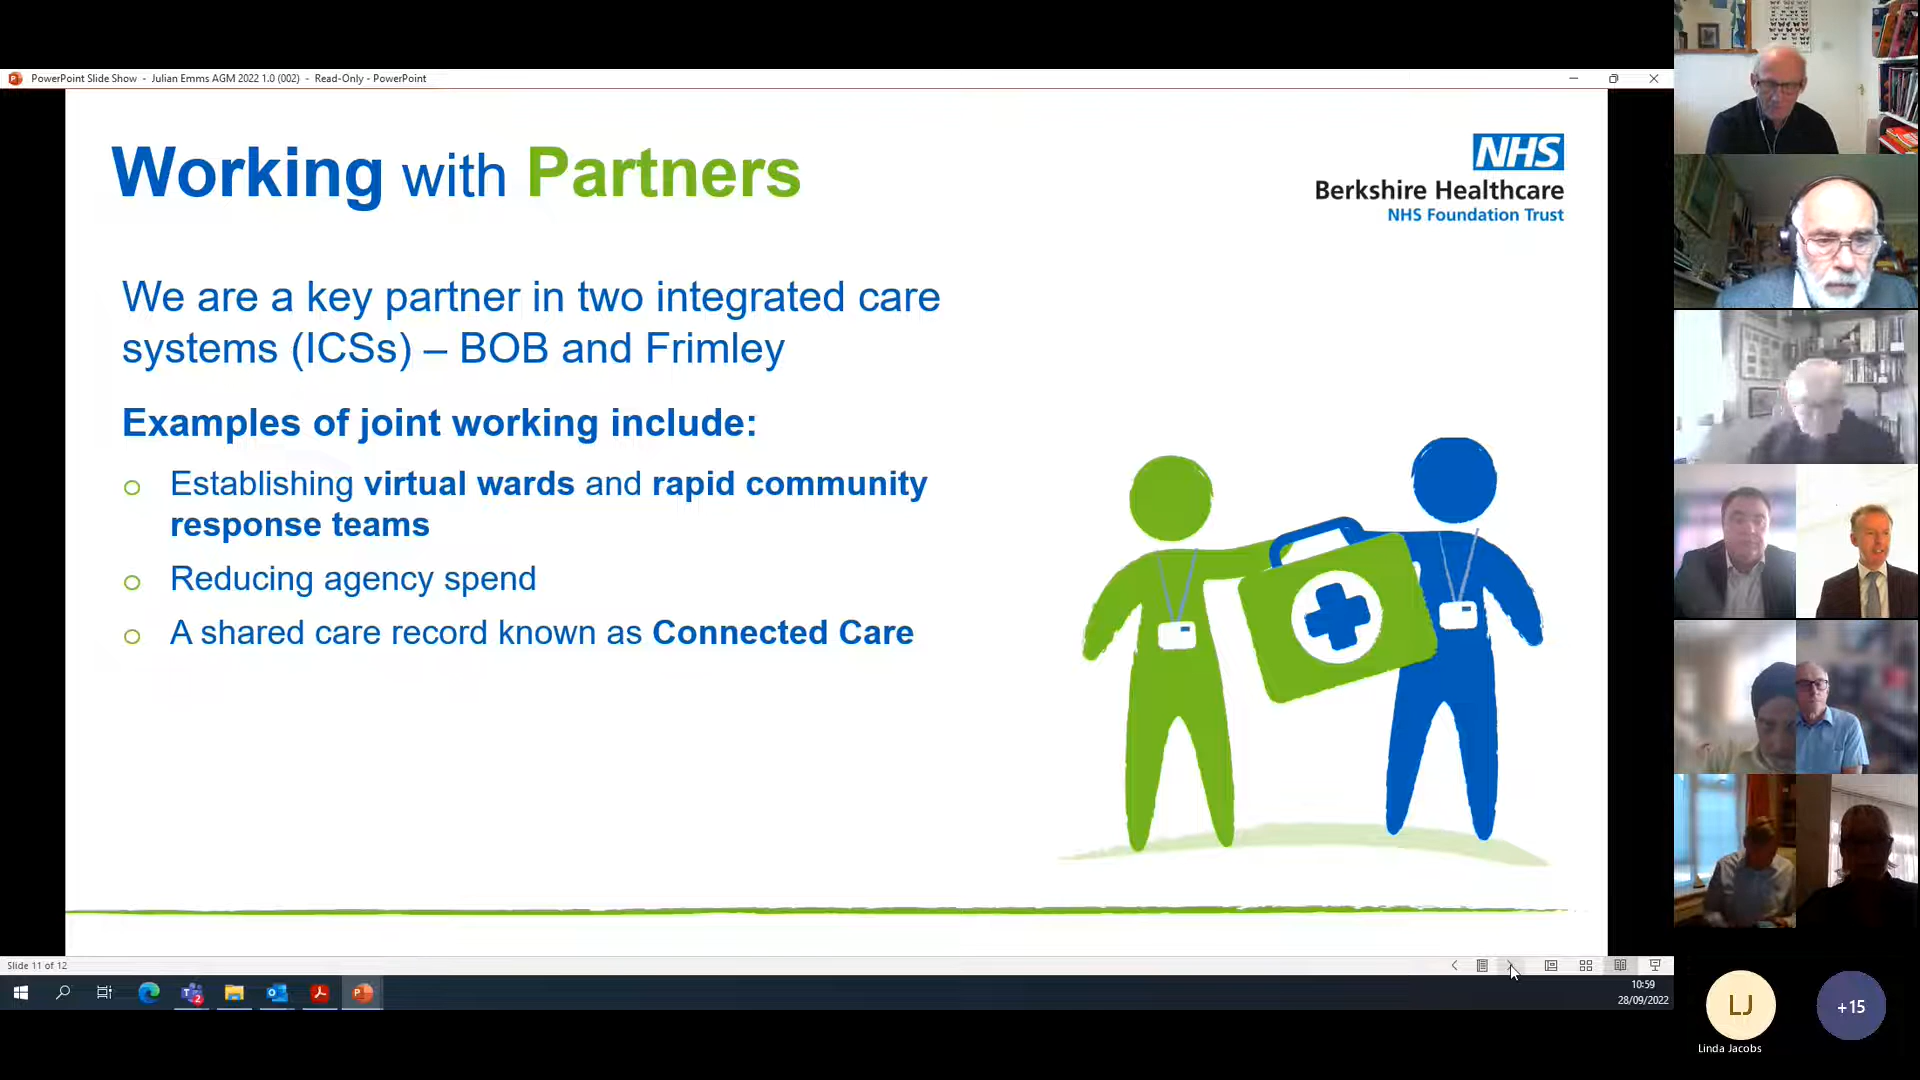 PowerPoint Slide Show - Julian Emms AGM 2022 1.0 (002) - Read-Only - PowerPoint
Working with Partners
NHS
Berkshire Healthcare
NHS Foundation Trust
We are a key partner in two integrated care
systems (ICSs) – BOB and Frimley
Examples of joint working include:
Establishing virtual wards and rapid community
response teams
Reducing agency spend
A shared care record known as Connected Care
Slide 11 of 12
10:59
28/09/2022
LJ
+15
Linda Jacobs